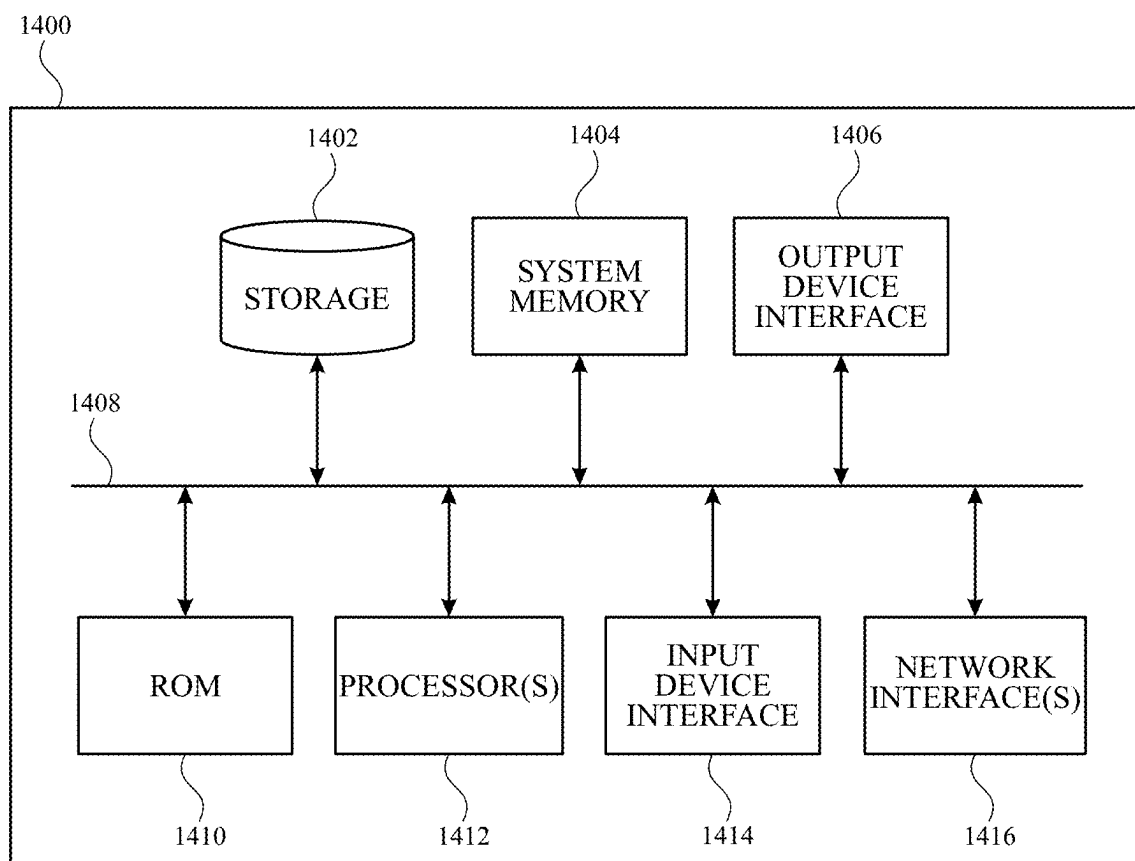 1400
1402
1404
1406
STORAGE
SYSTEM
MEMORY
OUTPUT
DEVICE
INTERFACE
1408
ROM
PROCESSOR(S)
INPUT
DEVICE
INTERFACE
NETWORK
INTERFACE(S)
1410
1412
1414
1416